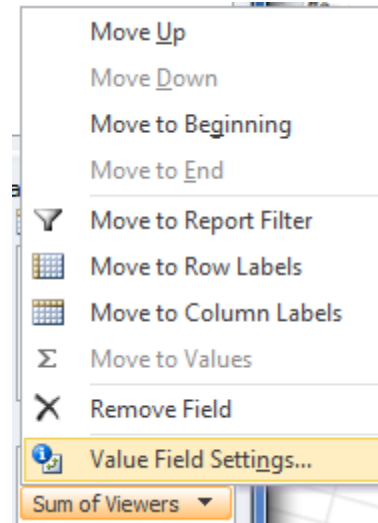 Move Up
Move Down
Move to Beginning
Move to End
Move to Report Filter
Move to Row Labels
Move to Column Labels
Σ Move to Values
Remove Field
Value Field Settings...
Sum of Viewers